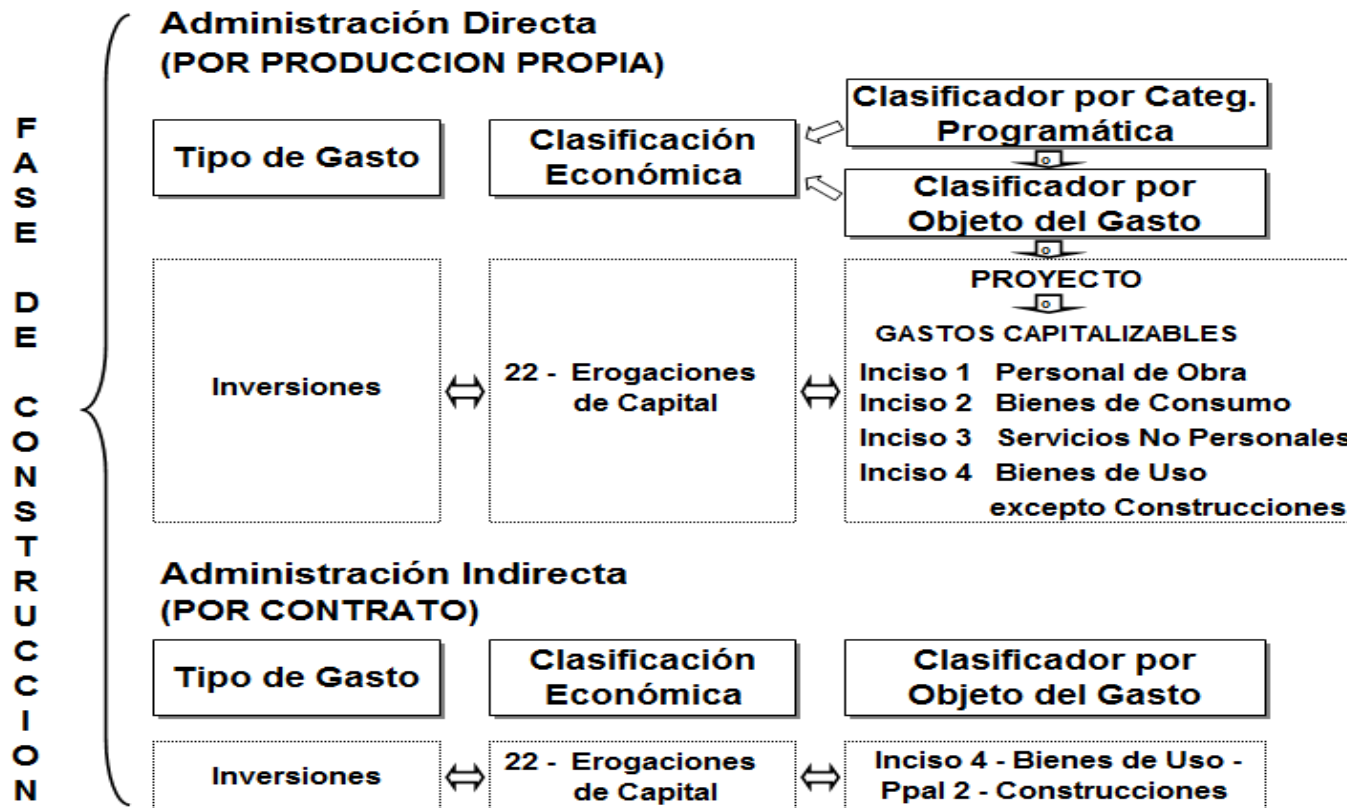 FASE DE CONSTRUCCION
Administración Directa
(POR PRODUCCION PROPIA)
Tipo de Gasto
Clasificación
Económica
Clasificador por Categ.
Programática
o
Clasificador por
Objeto del Gasto
o
Inversiones
22 - Erogaciones
de Capital
PROYECTO
o
GASTOS CAPITALIZABLES
Inciso 1 Personal de Obra
Inciso 2 Bienes de Consumo
Inciso 3 Servicios No Personales
Inciso 4 Bienes de Uso
excepto Construcciones
Administración Indirecta
(POR CONTRATO)
Tipo de Gasto
Clasificación
Económica
Clasificador por
Objeto del Gasto
Inversiones
22 - Erogaciones
de Capital
Inciso 4 - Bienes de Uso -
Ppal 2 - Construcciones